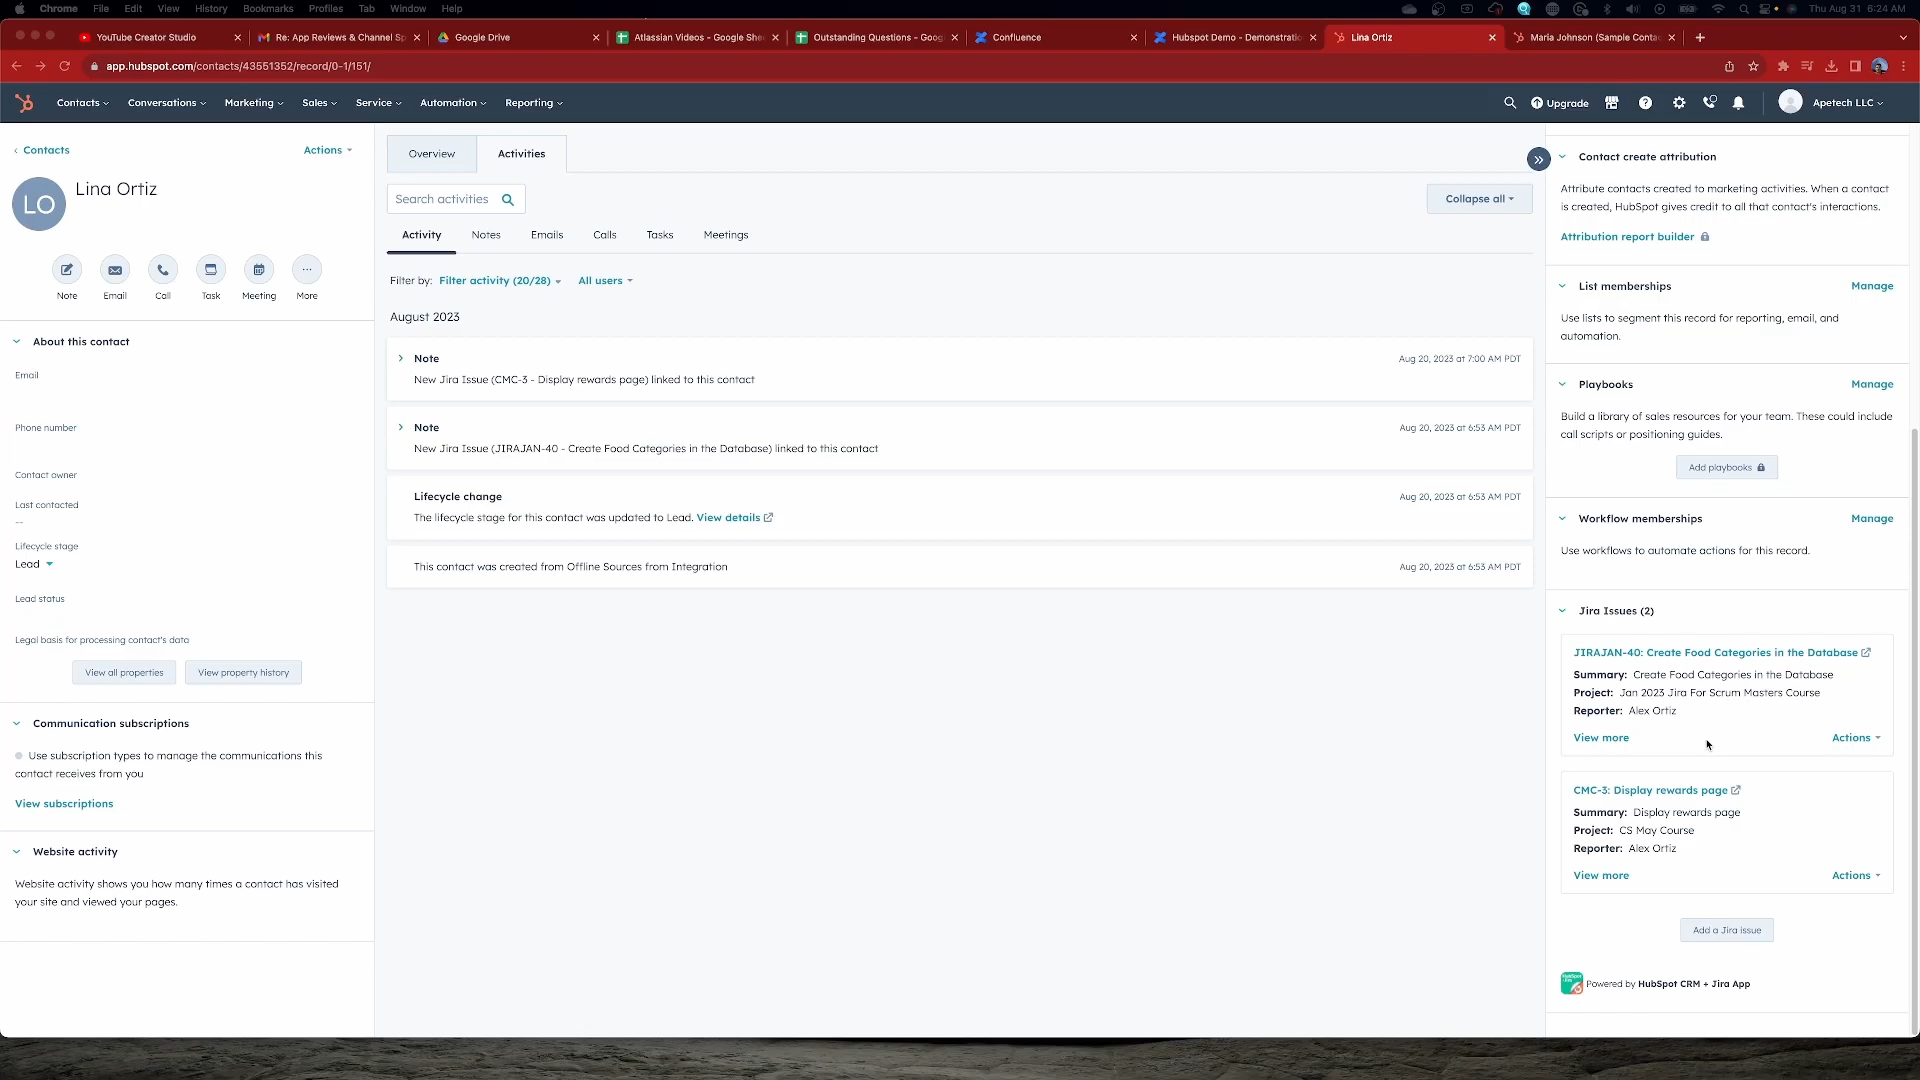 Chrome File Edit View History Bookmarks Profiles Tab Window Help
Thu Aug 31 6:24 AM
YouTube Creator Studio
Re: App Reviews & Channel Sp
Google Drive
Atlassian Videos - Google She
Outstanding Questions - Goog
Confluence
Hubspot Demo - Demonstratio
Lina Ortiz
Maria Johnson (Sample Conta
app.hubspot.com/contacts/43551352/record/0-1/151/
Contacts Conversations Marketing Sales Service Automation Reporting
Upgrade
Apetech LLC
Contacts
Actions
LO
Lina Ortiz
Note Email Call Task Meeting More
About this contact
Email
Phone number
Contact owner
Last contacted
--
Lifecycle stage
Lead
Lead status
Legal basis for processing contact's data
View all properties
View property history
Communication subscriptions
Use subscription types to manage the communications this
contact receives from you
View subscriptions
Website activity
Website activity shows you how many times a contact has visited
your site and viewed your pages.
Overview Activities
Search activities
Collapse all
Activity Notes Emails Calls Tasks Meetings
Filter by: Filter activity (20/28) All users
August 2023
Note
Aug 20, 2023 at 7:00 AM PDT
New Jira Issue (CMC-3 - Display rewards page) linked to this contact
Note
Aug 20, 2023 at 6:53 AM PDT
New Jira Issue (JIRAJAN-40 - Create Food Categories in the Database) linked to this contact
Lifecycle change
Aug 20, 2023 at 6:53 AM PDT
The lifecycle stage for this contact was updated to Lead. View details
This contact was created from Offline Sources from Integration
Aug 20, 2023 at 6:53 AM PDT
Contact create attribution
Attribute contacts created to marketing activities. When a contact
is created, HubSpot gives credit to all that contact's interactions.
Attribution report builder
List memberships
Manage
Use lists to segment this record for reporting, email, and
automation.
Playbooks
Manage
Build a library of sales resources for your team. These could include
call scripts or positioning guides.
Add playbooks
Workflow memberships
Manage
Use workflows to automate actions for this record.
Jira Issues (2)
JIRAJAN-40: Create Food Categories in the Database
Summary: Create Food Categories in the Database
Project: Jan 2023 Jira For Scrum Masters Course
Reporter: Alex Ortiz
View more
Actions
CMC-3: Display rewards page
Summary: Display rewards page
Project: CS May Course
Reporter: Alex Ortiz
View more
Actions
Add a Jira issue
Powered by HubSpot CRM + Jira App